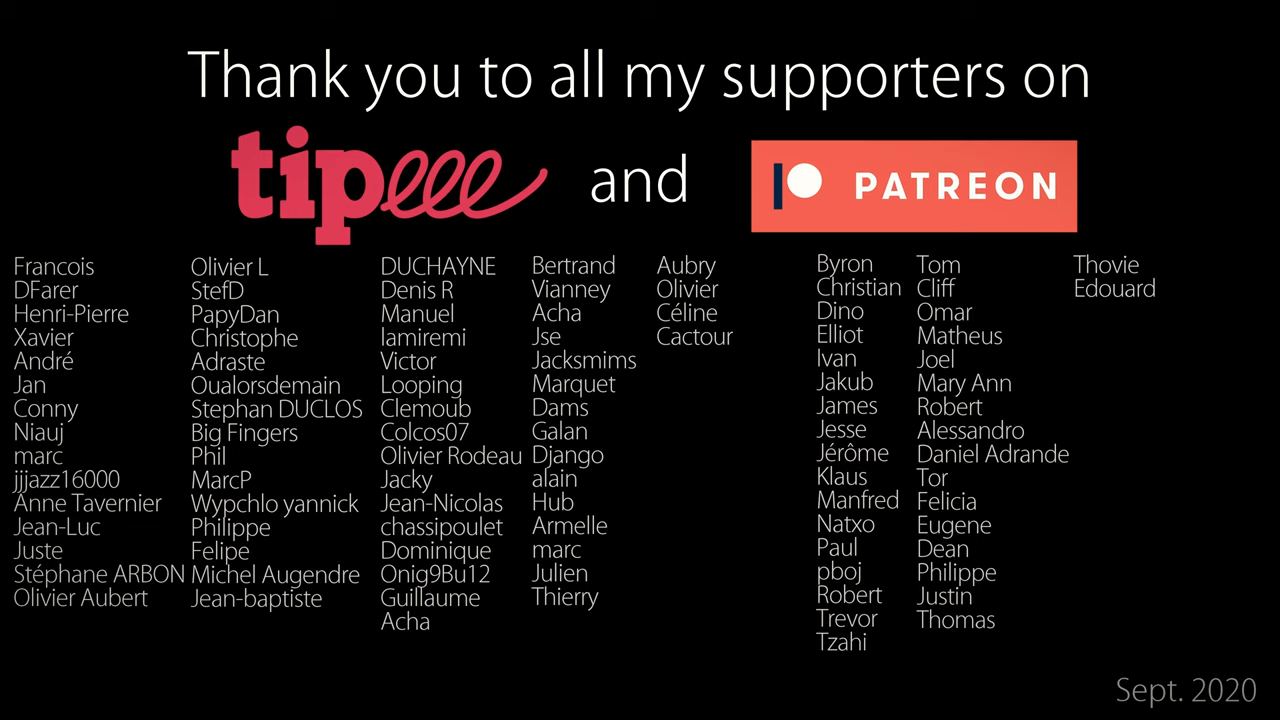 Thank you to all my supporters on
tipeee and PATREON
Francois
DFarer
Henri-Pierre
Xavier
André
Jan
Conny
Niauj
marc
jjjazz16000
Anne Tavernier
Jean-Luc
Juste
Stéphane ARBON
Olivier Aubert
Olivier L
StefD
PapyDan
Christophe
Adraste
Oualorsdemain
Stephan DUCLOS
Big Fingers
Phil
MarcP
Wypchlo yannick
Philippe
Felipe
Michel Augendre
Jean-baptiste
DUCHAYNE
Denis R
Manuel
lamiremi
Victor
Looping
Clemoub
Colcos07
Olivier Rodeau
Jacky
Jean-Nicolas
chassipoulet
Dominique
Onig9Bu12
Guillaume
Acha
Bertrand
Vianney
Acha
Jse
Jacksmims
Marquet
Dams
Galan
Django
alain
Hub
Armelle
marc
Julien
Thierry
Aubry
Olivier
Céline
Cactour
Byron
Christian
Dino
Elliot
Ivan
Jakub
James
Jesse
Jérôme
Klaus
Manfred
Natxo
Paul
pboj
Robert
Trevor
Tzahi
Tom
Cliff
Omar
Matheus
Joel
Mary Ann
Robert
Alessandro
Daniel Adrande
Tor
Felicia
Eugene
Dean
Philippe
Justin
Thomas
Thovie
Edouard
Sept. 2020